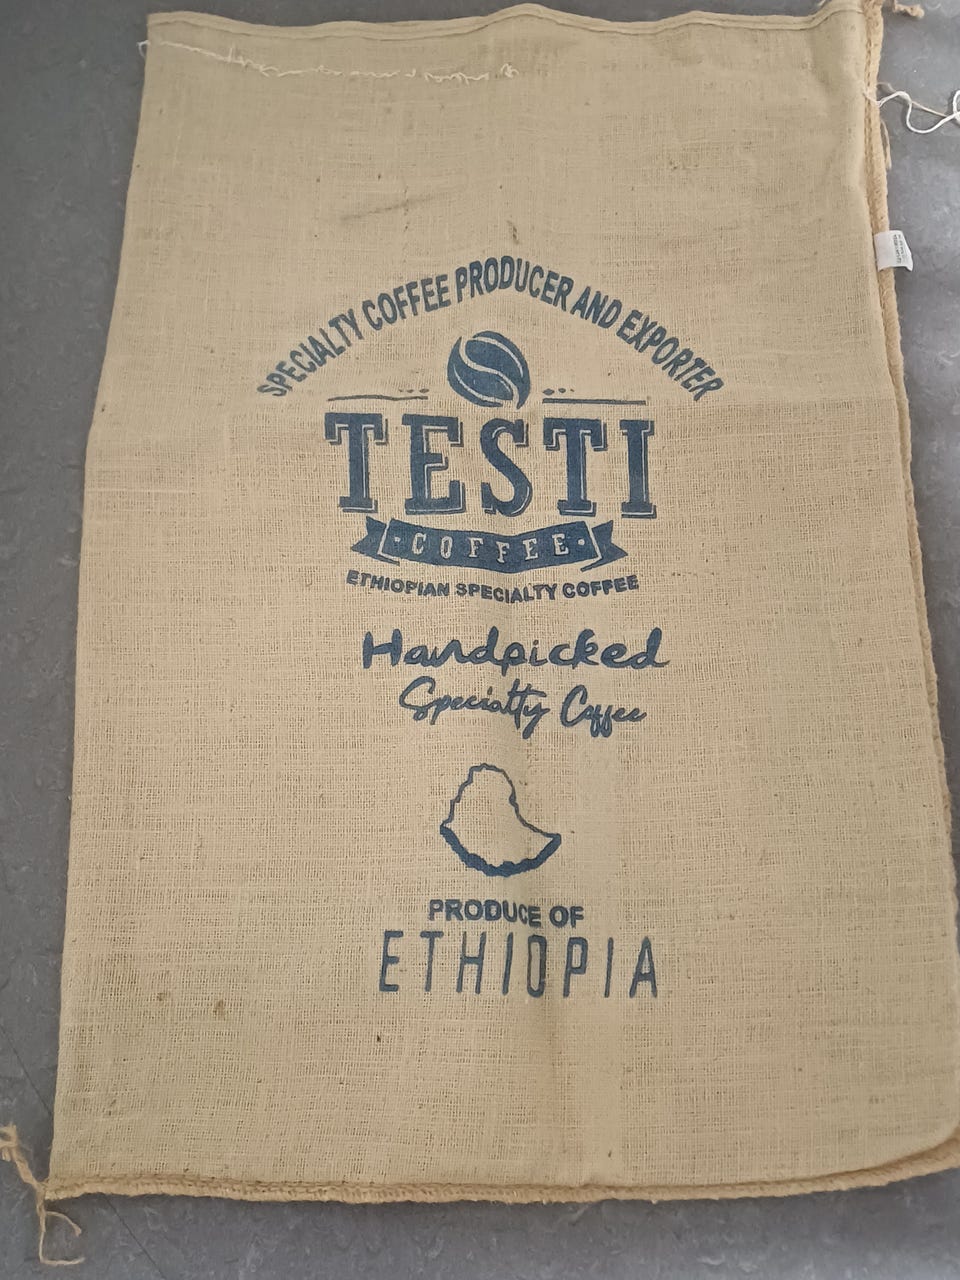 SPECIALTY COFFEE PRODUCER AND EXPORTER
TESTI
·COFFEE·
ETHIOPIAN SPECIALTY COFFEE
Handpicked
Specialty Coffee
PRODUCE OF
ETHIOPIA